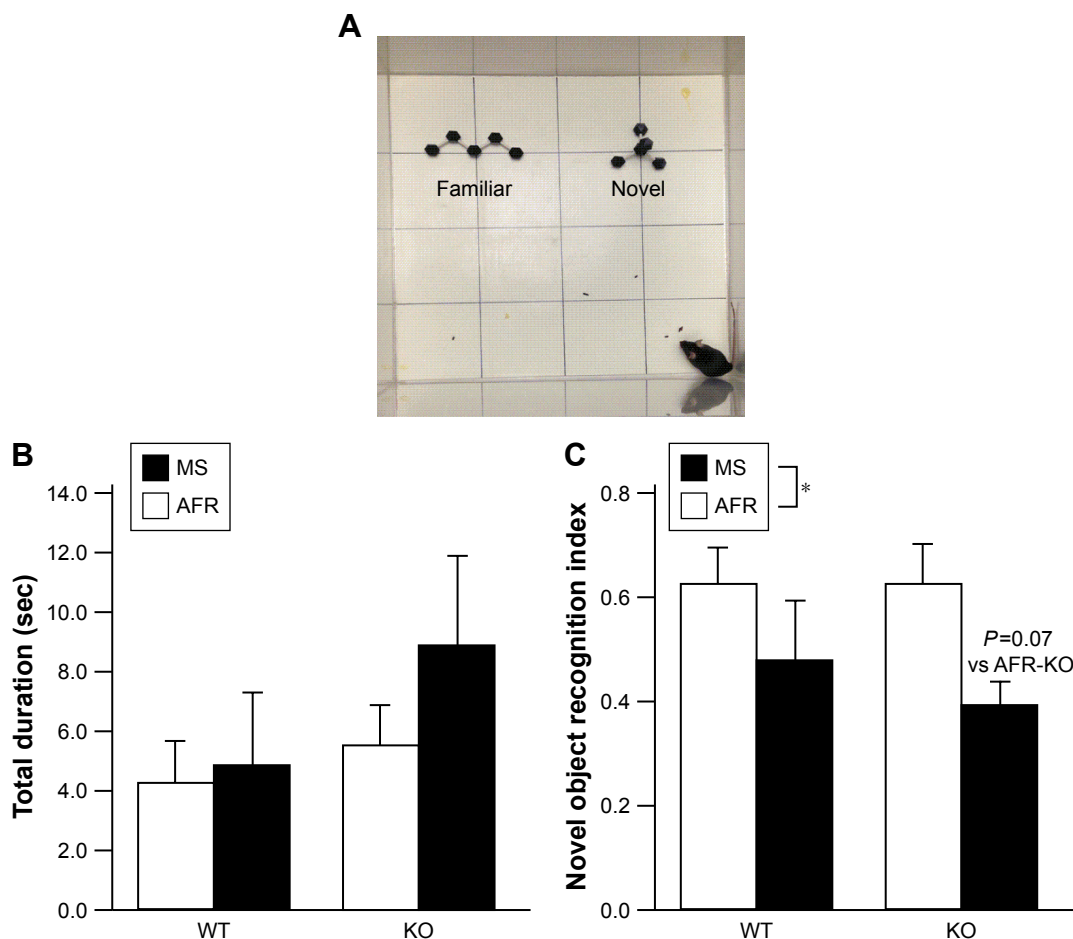 A
Familiar
Novel
B
MS
AFR
Total duration (sec)
14.0
12.0
10.0
8.0
6.0
4.0
2.0
0.0
WT
KO
C
MS
AFR
*
Novel object recognition index
0.8
0.6
0.4
0.2
0.0
P=0.07
vs AFR-KO
WT
KO